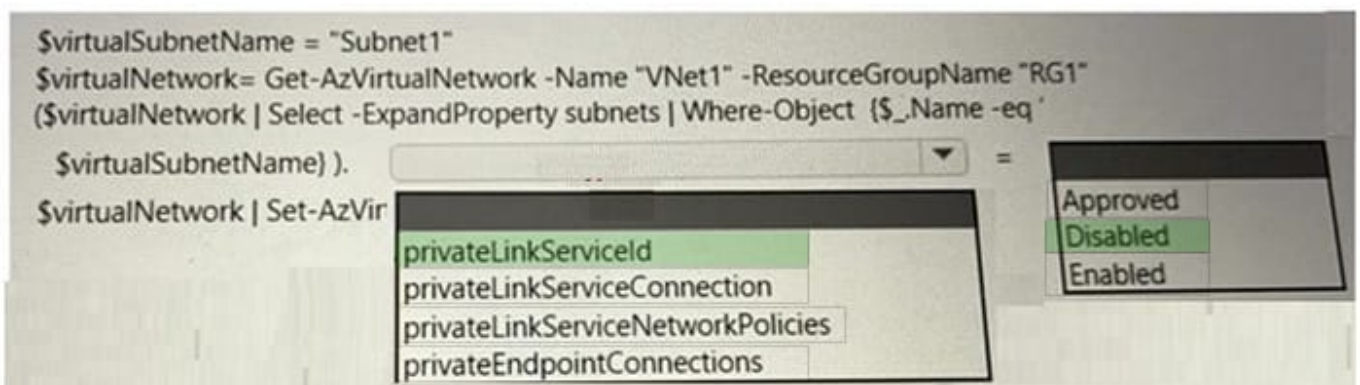 $virtualSubnetName = "Subnet1"
$virtualNetwork= Get-AzVirtualNetwork -Name "VNet1" -ResourceGroupName "RG1"
($virtualNetwork | Select -ExpandProperty subnets | Where-Object {$_.Name -eq '
$virtualSubnetName} ). =
$virtualNetwork | Set-AzVir
privateLinkServiceId
privateLinkServiceConnection
privateLinkServiceNetworkPolicies
privateEndpointConnections
Approved
Disabled
Enabled